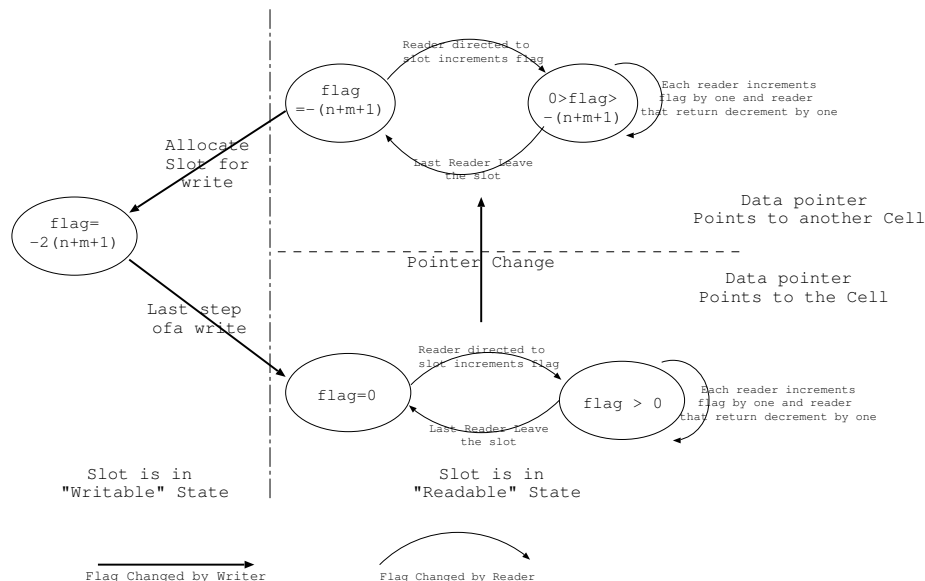 Reader directed to
slot increments flag
flag
=-(n+m+1)
0>flag>
-(n+m+1)
Each reader increments
flag by one and reader
that return decrement by one
Allocate
Slot for
write
Last Reader Leave
the slot
flag=
-2(n+m+1)
Data pointer
Points to another Cell
Pointer Change
Data pointer
Points to the Cell
Last step
ofa write
Reader directed to
slot increments flag
flag=0
flag > 0
Each reader increments
flag by one and reader
that return decrement by one
Last Reader Leave
the slot
Slot is in
"Writable" State
Slot is in
"Readable" State
Flag Changed by Writer
Flag Changed by Reader